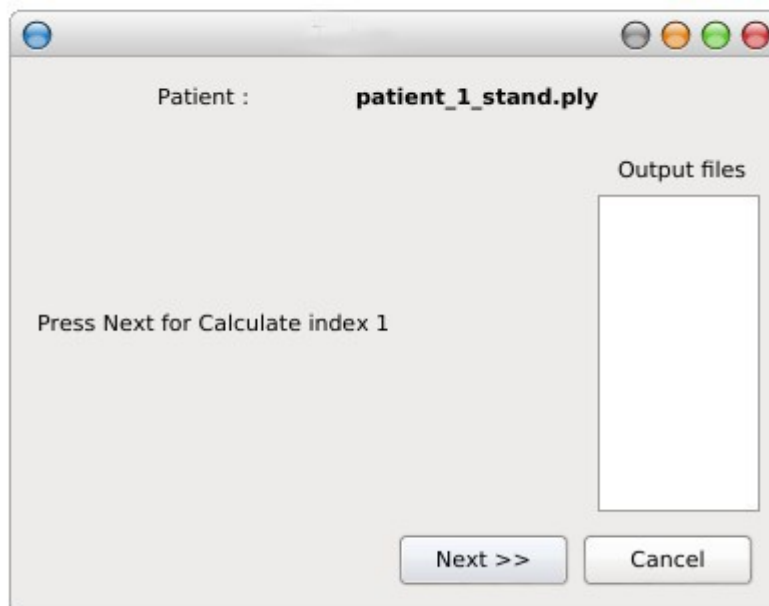 Patient : patient_1_stand.ply
Output files
Press Next for Calculate index 1
Next >> Cancel